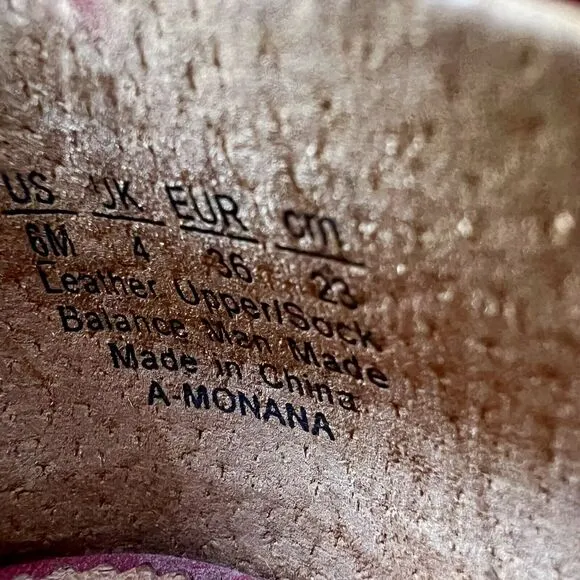 US UK EUR cm
6M 4 36 23
Leather Upper/Sock
Balance Man Made
Made in China
A-MONANA